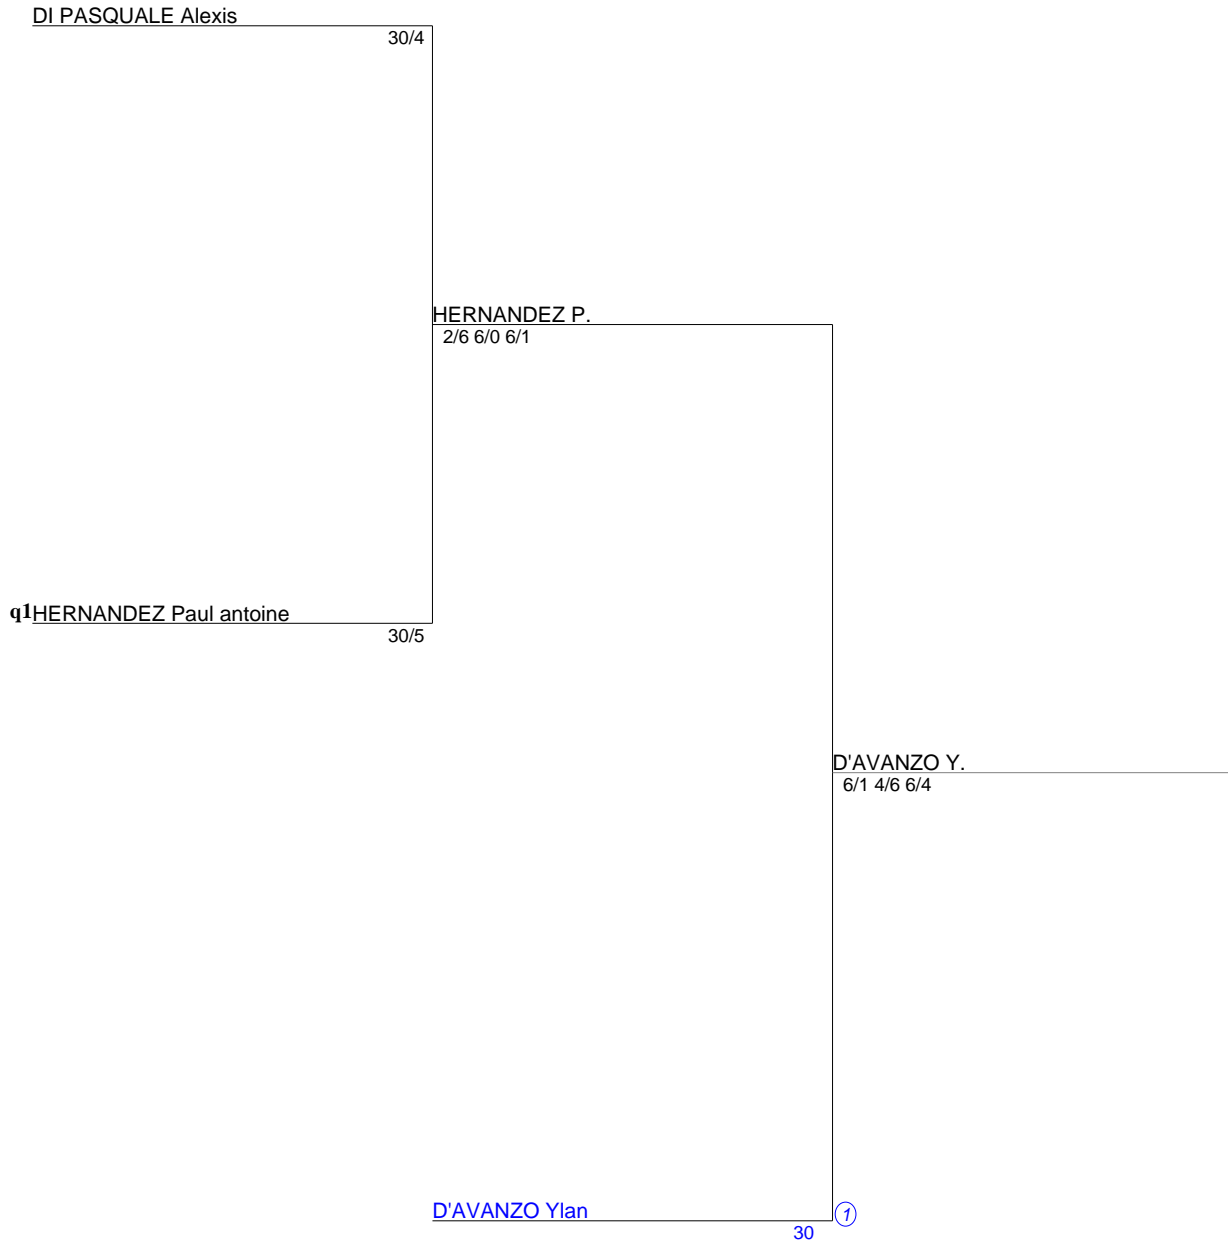 DI PASQUALE Alexis
30/4
HERNANDEZ P.
2/6 6/0 6/1
q1HERNANDEZ Paul antoine
30/5
D'AVANZO Y.
6/1 4/6 6/4
D'AVANZO Ylan
1
30